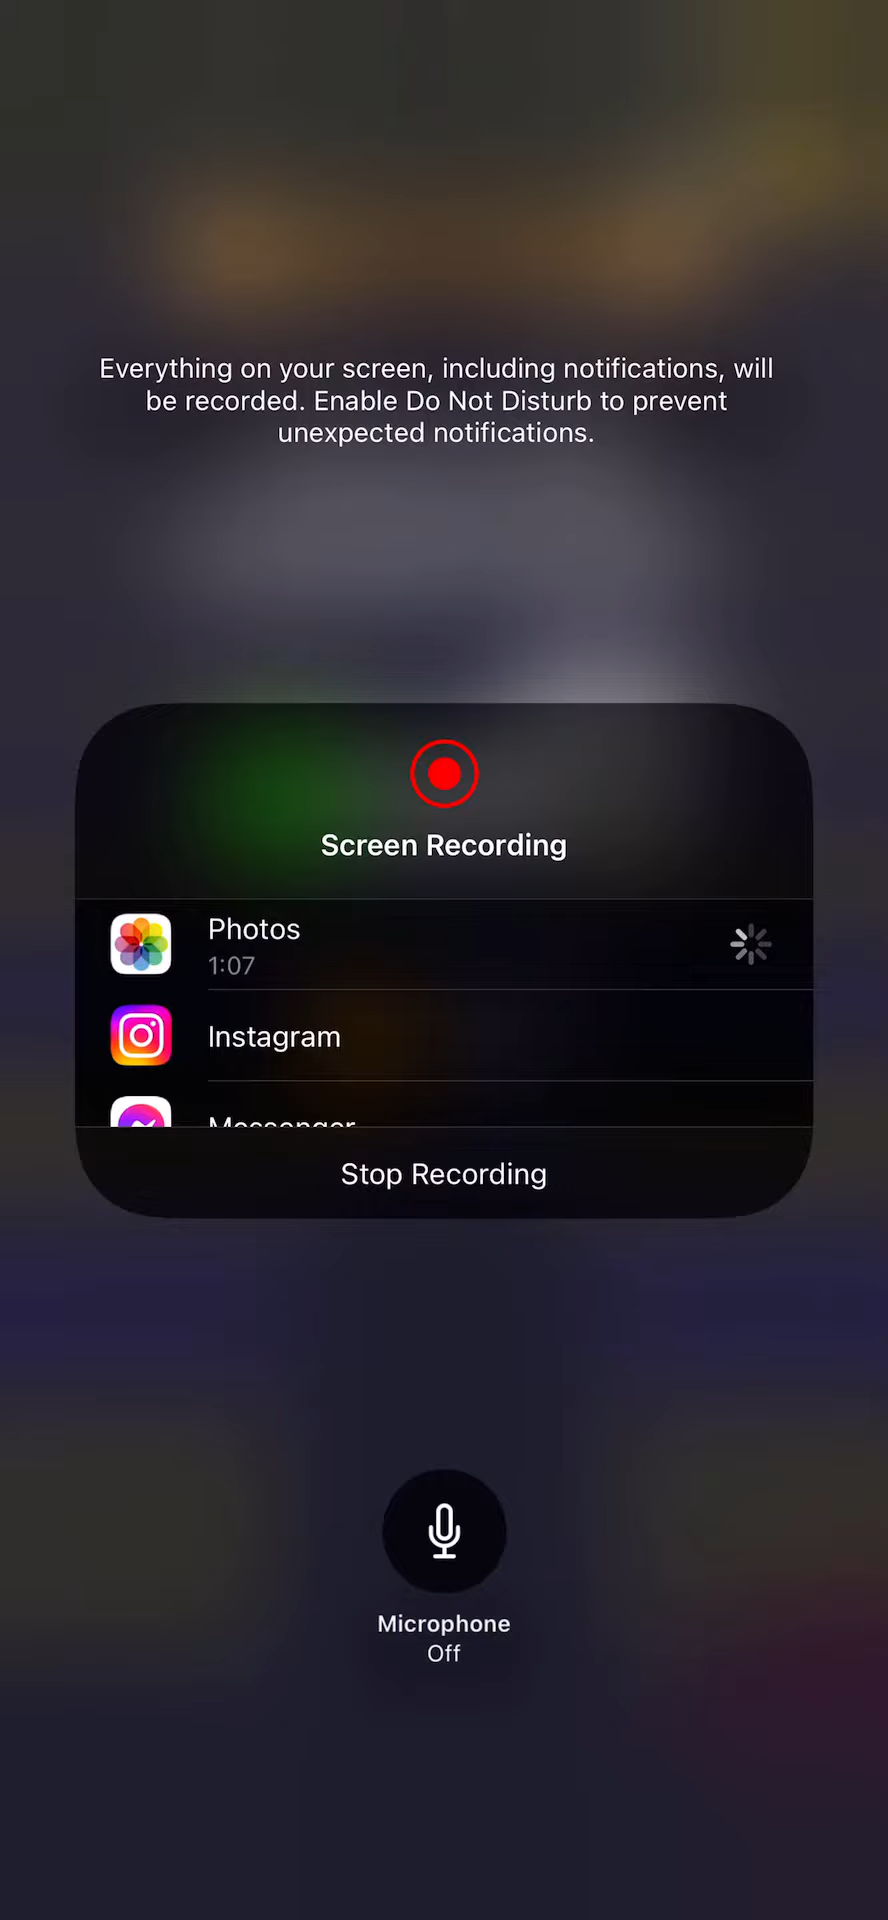 Everything on your screen, including notifications, will
be recorded. Enable Do Not Disturb to prevent
unexpected notifications.
Screen Recording
Photos
1:07
Instagram
Messenger
Stop Recording
Microphone
Off